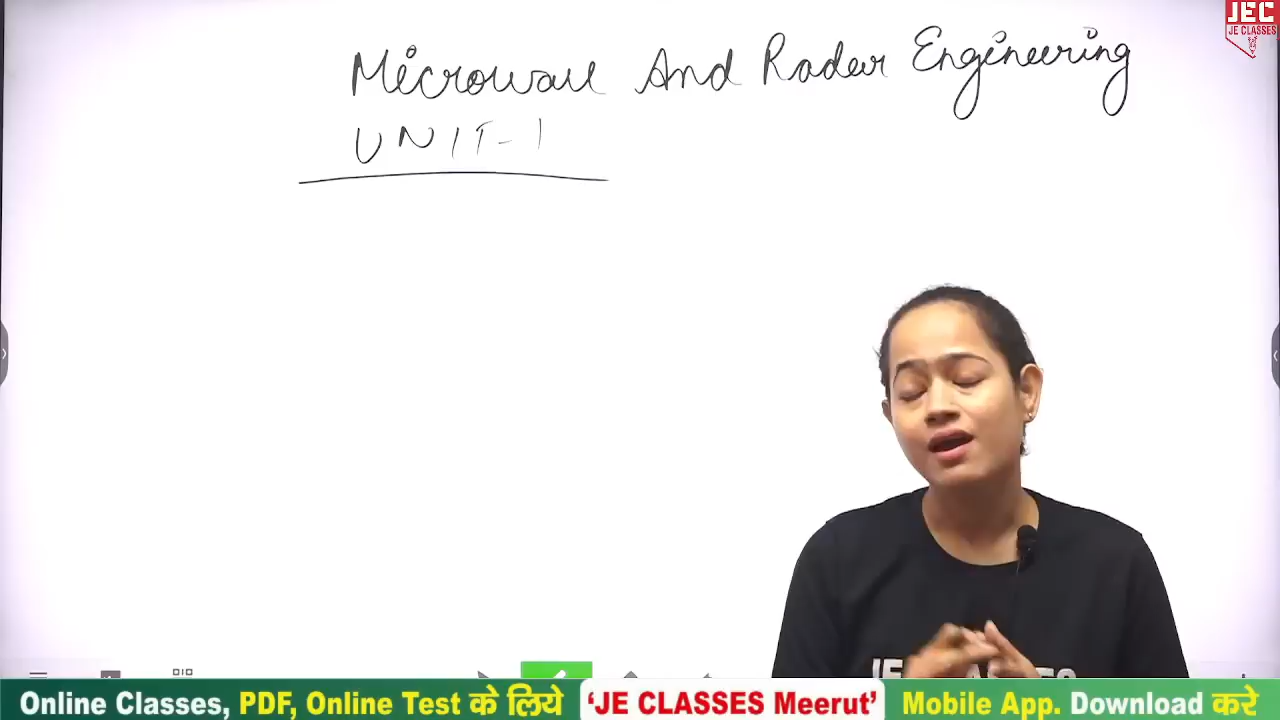 JEC
JE CLASSES
Microwave And Radar Engineering
UNIT-1
Online Classes, PDF, Online Test के लिये 'JE CLASSES Meerut' Mobile App. Download करे